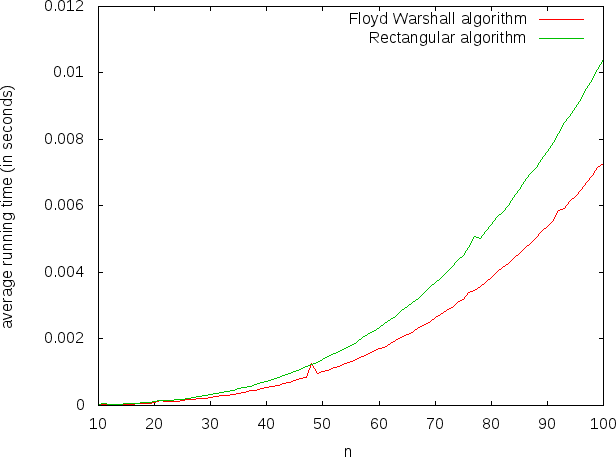 0.012
0.01
0.008
0.006
0.004
0.002
0
average running time (in seconds)
Floyd Warshall algorithm
Rectangular algorithm
10 20 30 40 50 60 70 80 90 100
n